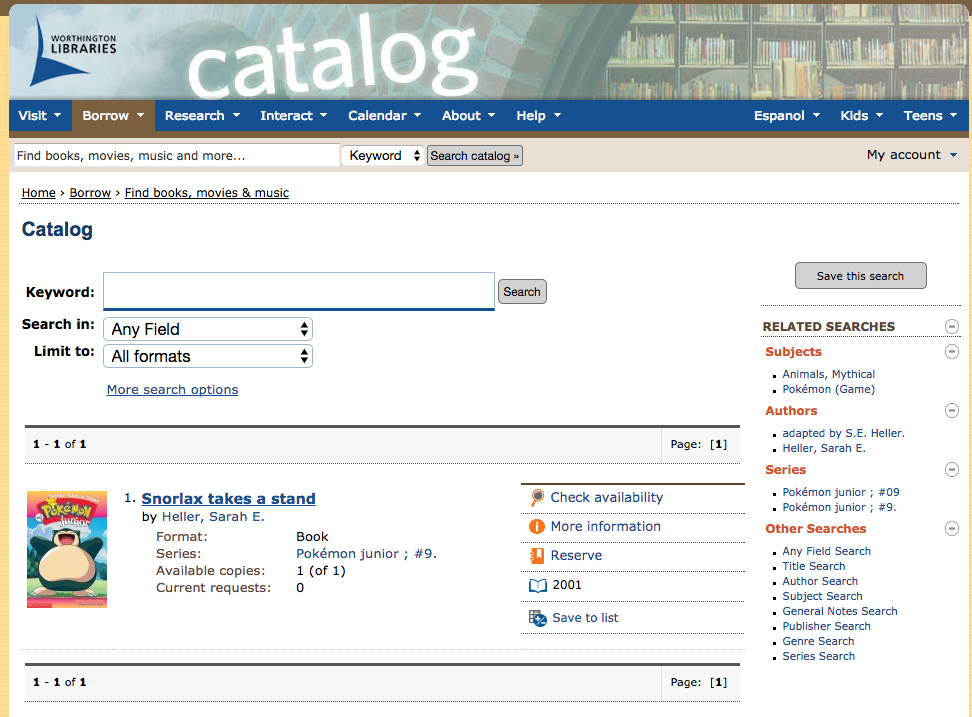 WORTHINGTON
LIBRARIES
catalog
Visit Borrow Research Interact Calendar About Help Espanol Kids Teens
Find books, movies, music and more... Keyword Search catalog » My account
Home › Borrow › Find books, movies & music
Catalog
Save this search
Keyword: Search
Search in: Any Field
Limit to: All formats
More search options
RELATED SEARCHES
Subjects
Animals, Mythical
Pokémon (Game)
Authors
adapted by S.E. Heller.
Heller, Sarah E.
Series
Pokémon junior ; #09
Pokémon junior ; #9.
Other Searches
Any Field Search
Title Search
Author Search
Subject Search
General Notes Search
Publisher Search
Genre Search
Series Search
1 - 1 of 1 Page: [1]
POKéMON
junior
1. Snorlax takes a stand
by Heller, Sarah E.
Format: Book
Series: Pokémon junior ; #9.
Available copies: 1 (of 1)
Current requests: 0
Check availability
More information
Reserve
2001
Save to list
1 - 1 of 1 Page: [1]